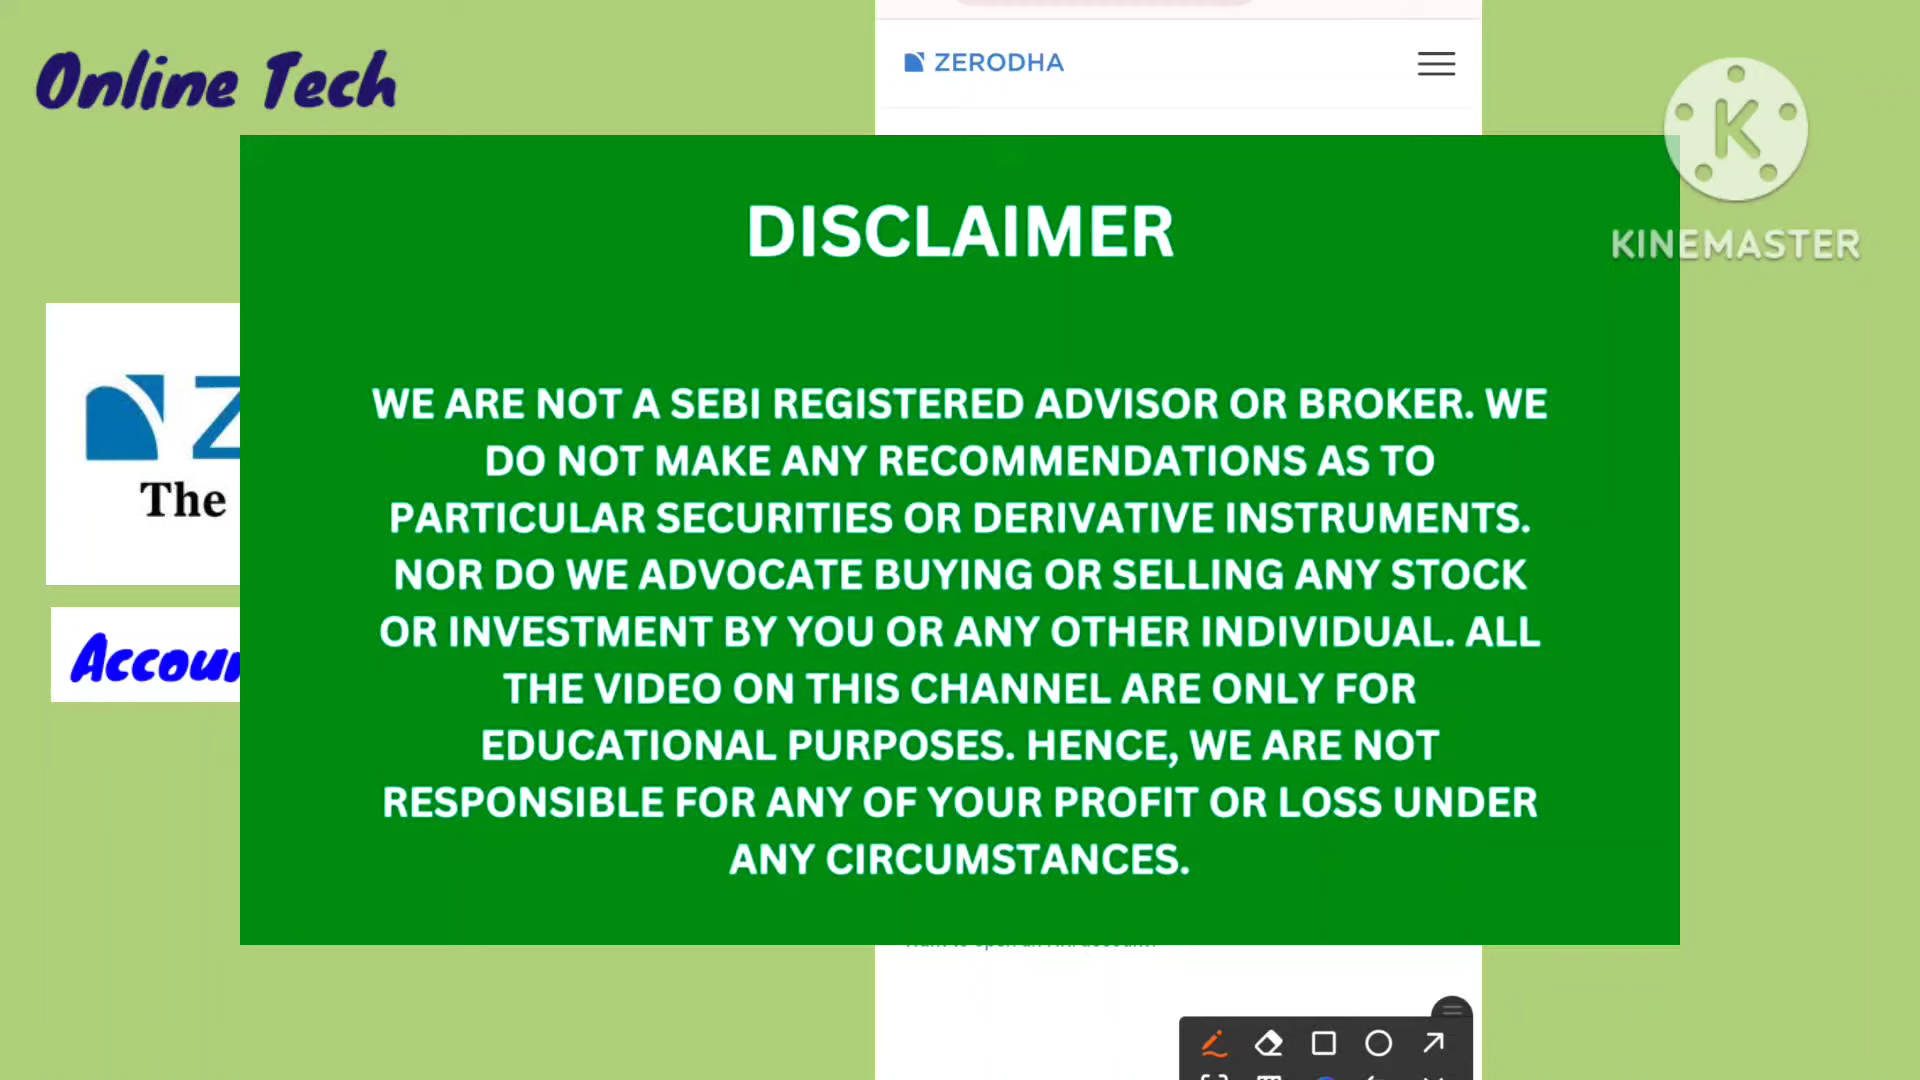 Online Tech
ZERODHA
KINEMASTER
DISCLAIMER
WE ARE NOT A SEBI REGISTERED ADVISOR OR BROKER. WE
DO NOT MAKE ANY RECOMMENDATIONS AS TO
PARTICULAR SECURITIES OR DERIVATIVE INSTRUMENTS.
NOR DO WE ADVOCATE BUYING OR SELLING ANY STOCK
OR INVESTMENT BY YOU OR ANY OTHER INDIVIDUAL. ALL
THE VIDEO ON THIS CHANNEL ARE ONLY FOR
EDUCATIONAL PURPOSES. HENCE, WE ARE NOT
RESPONSIBLE FOR ANY OF YOUR PROFIT OR LOSS UNDER
ANY CIRCUMSTANCES.
Z
The
Accoun